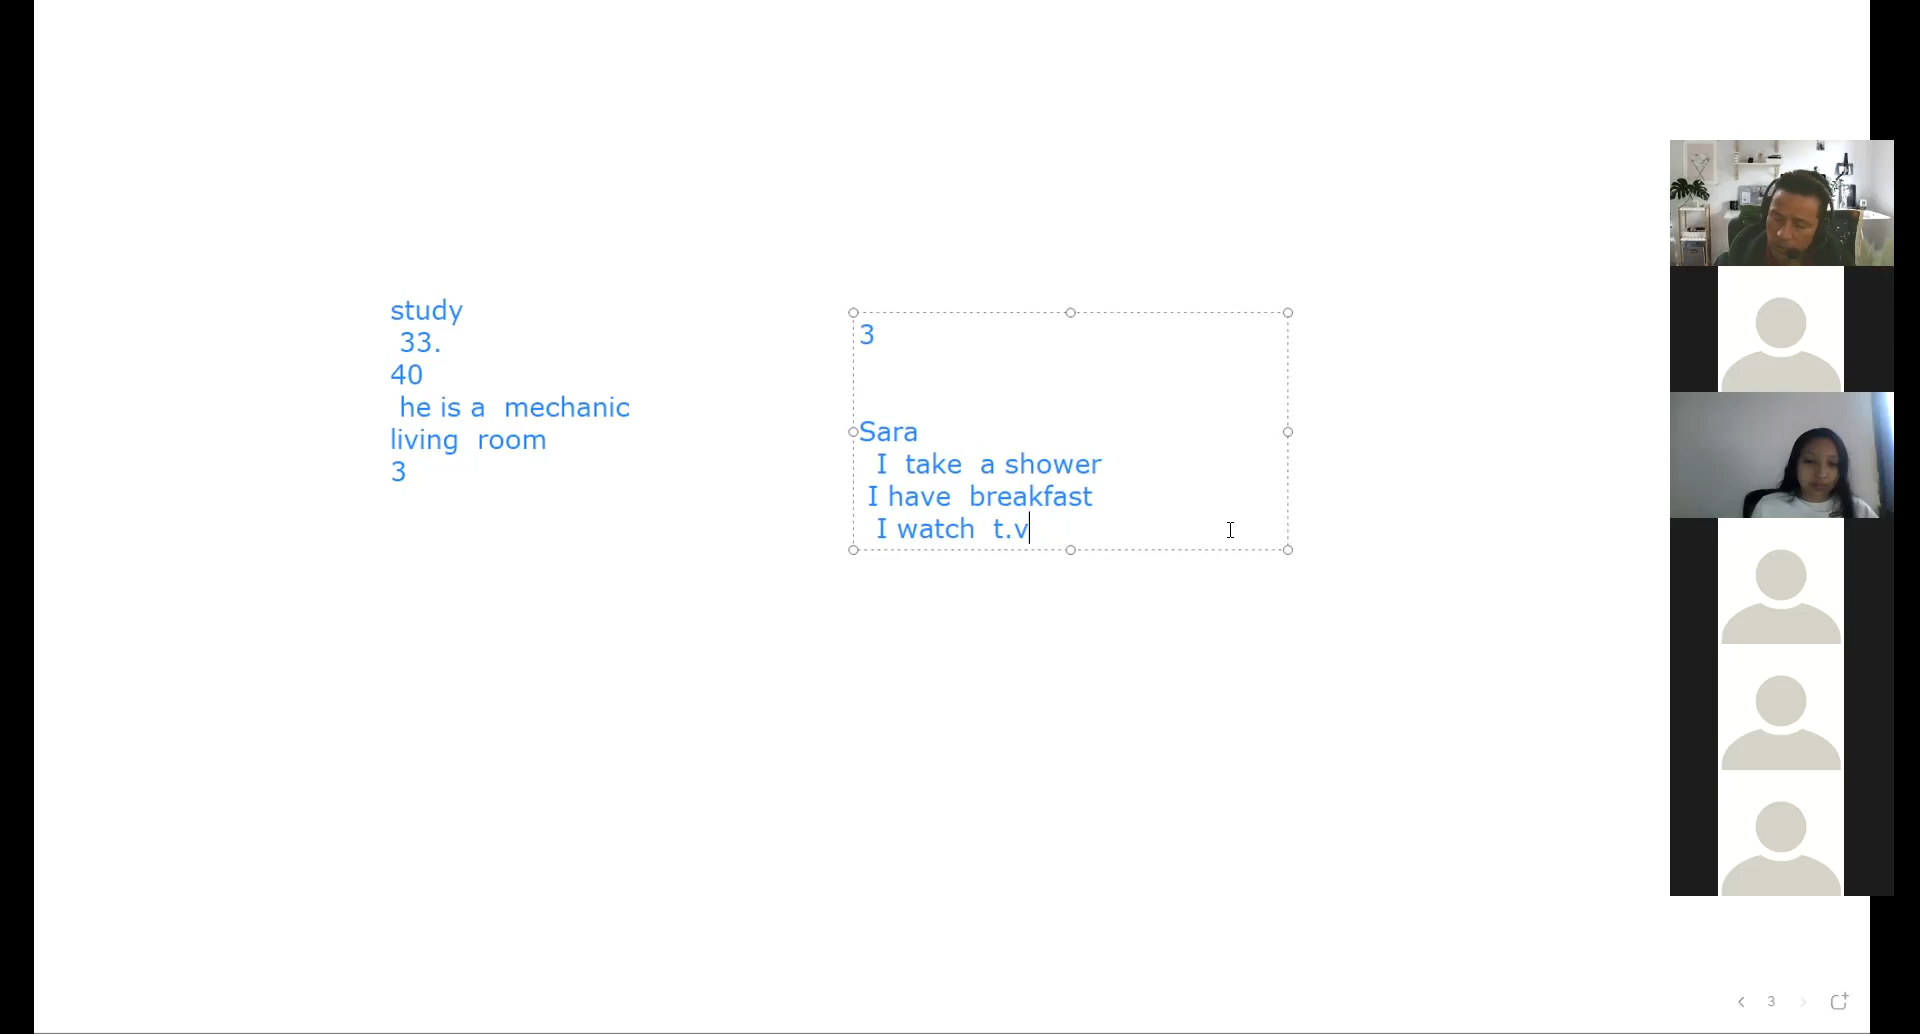 study
33.
40
he is a mechanic
living room
3
3
Sara
I take a shower
I have breakfast
I watch t.v
3